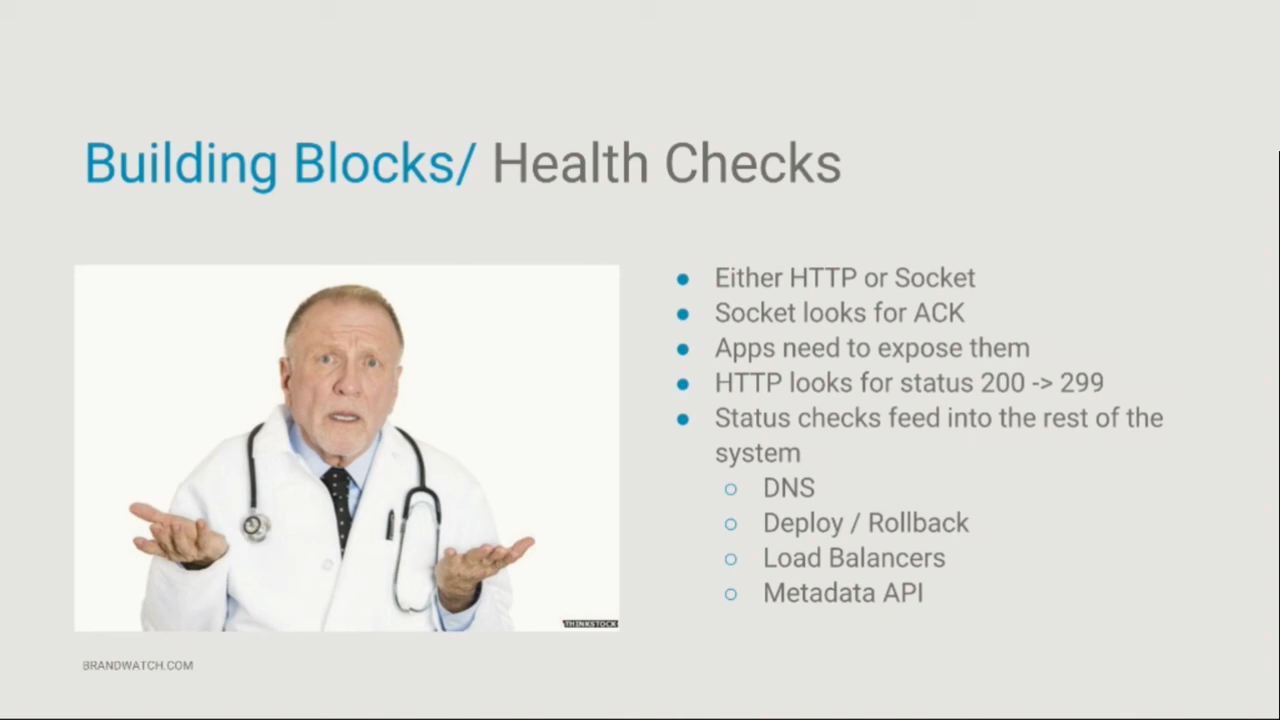 Building Blocks/ Health Checks
● Either HTTP or Socket
● Socket looks for ACK
● Apps need to expose them
● HTTP looks for status 200 -> 299
● Status checks feed into the rest of the
system
○ DNS
○ Deploy / Rollback
○ Load Balancers
○ Metadata API
THINKSTOCK
BRANDWATCH.COM